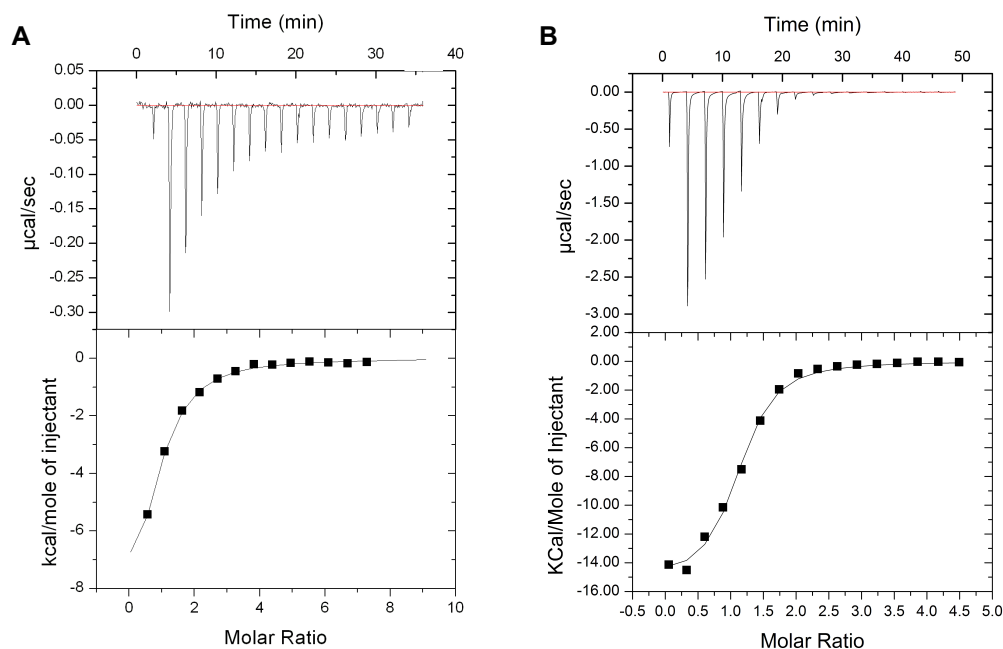 A
Time (min)
0 10 20 30 40
0.05
0.00
-0.05
-0.10
-0.15
-0.20
-0.25
-0.30
µcal/sec
0
-2
-4
-6
-8
kcal/mole of injectant
0 2 4 6 8 10
Molar Ratio
B
Time (min)
0 10 20 30 40 50
0.00
-0.50
-1.00
-1.50
-2.00
-2.50
-3.00
µcal/sec
2.00
0.00
-2.00
-4.00
-6.00
-8.00
-10.00
-12.00
-14.00
-16.00
KCal/Mole of Injectant
-0.5 0.0 0.5 1.0 1.5 2.0 2.5 3.0 3.5 4.0 4.5 5.0
Molar Ratio